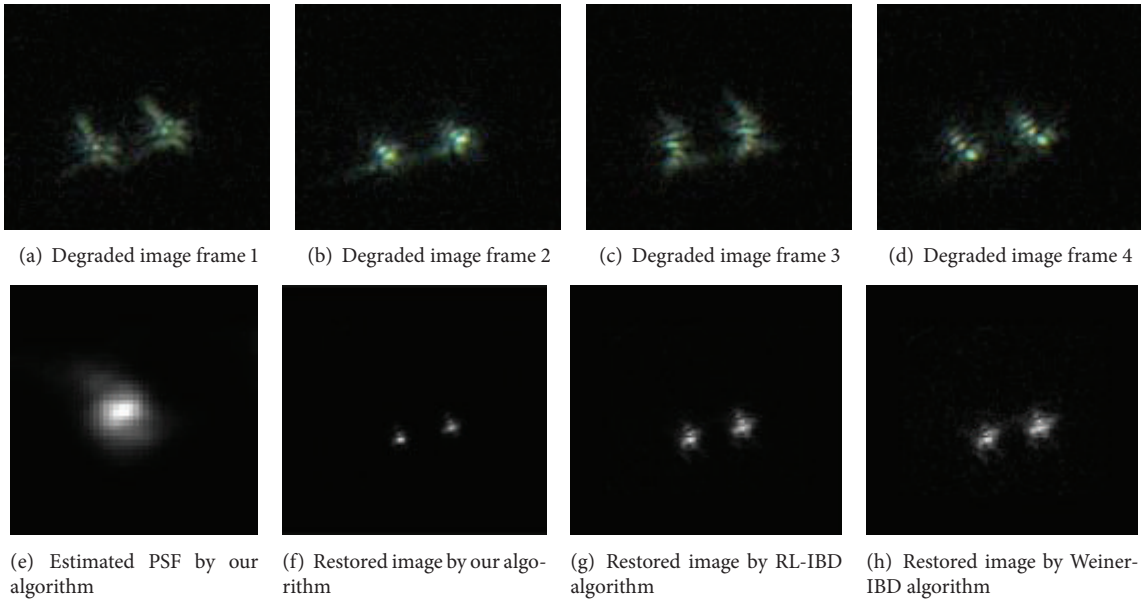 (a) Degraded image frame 1
(b) Degraded image frame 2
(c) Degraded image frame 3
(d) Degraded image frame 4
(e) Estimated PSF by our
algorithm
(f) Restored image by our algo-
rithm
(g) Restored image by RL-IBD
algorithm
(h) Restored image by Weiner-
IBD algorithm